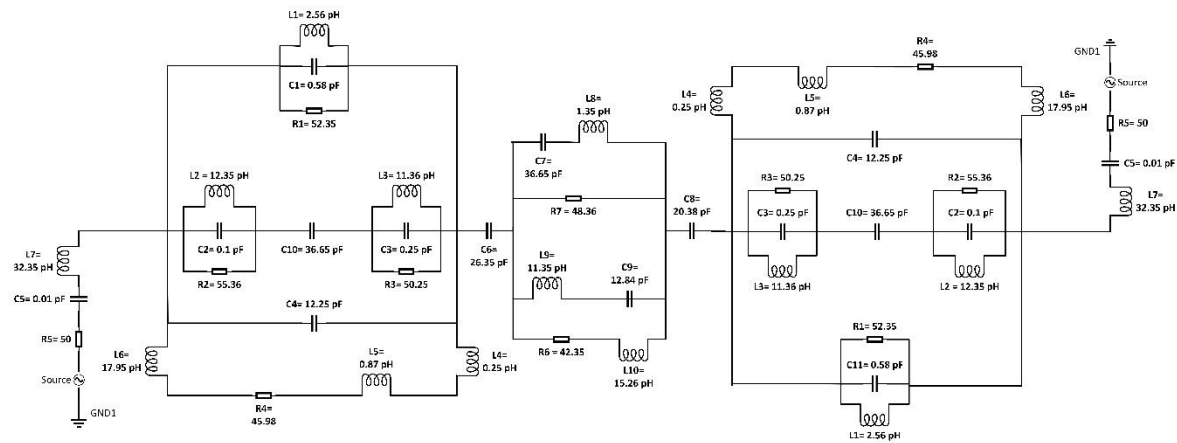 L1= 2.56 pH
C1= 0.58 pF
R1= 52.35
L2 = 12.35 pH
C2= 0.1 pF
R2= 55.36
C10= 36.65 pF
L3= 11.36 pH
C3= 0.25 pF
R3= 50.25
C4= 12.25 pF
L7=
32.35 pH
C5= 0.01 pF
R5= 50
Source
GND1
L6=
17.95 pH
R4=
45.98
L5=
0.87 pH
L4=
0.25 pH
C6=
26.35 pF
L8=
1.35 pH
C7=
36.65 pF
R7= 48.36
L9=
11.35 pH
C9=
12.84 pF
R6= 42.35
L10=
15.26 pH
C8=
20.38 pF
L4=
0.25 pH
L5=
0.87 pH
R4=
45.98
L6=
17.95 pH
C4= 12.25 pF
R3= 50.25
C3= 0.25 pF
L3= 11.36 pH
C10= 36.65 pF
R2= 55.36
C2= 0.1 pF
L2= 12.35 pH
R1= 52.35
C11= 0.58 pF
L1= 2.56 pH
GND1
Source
R5= 50
C5= 0.01 pF
L7=
32.35 pH